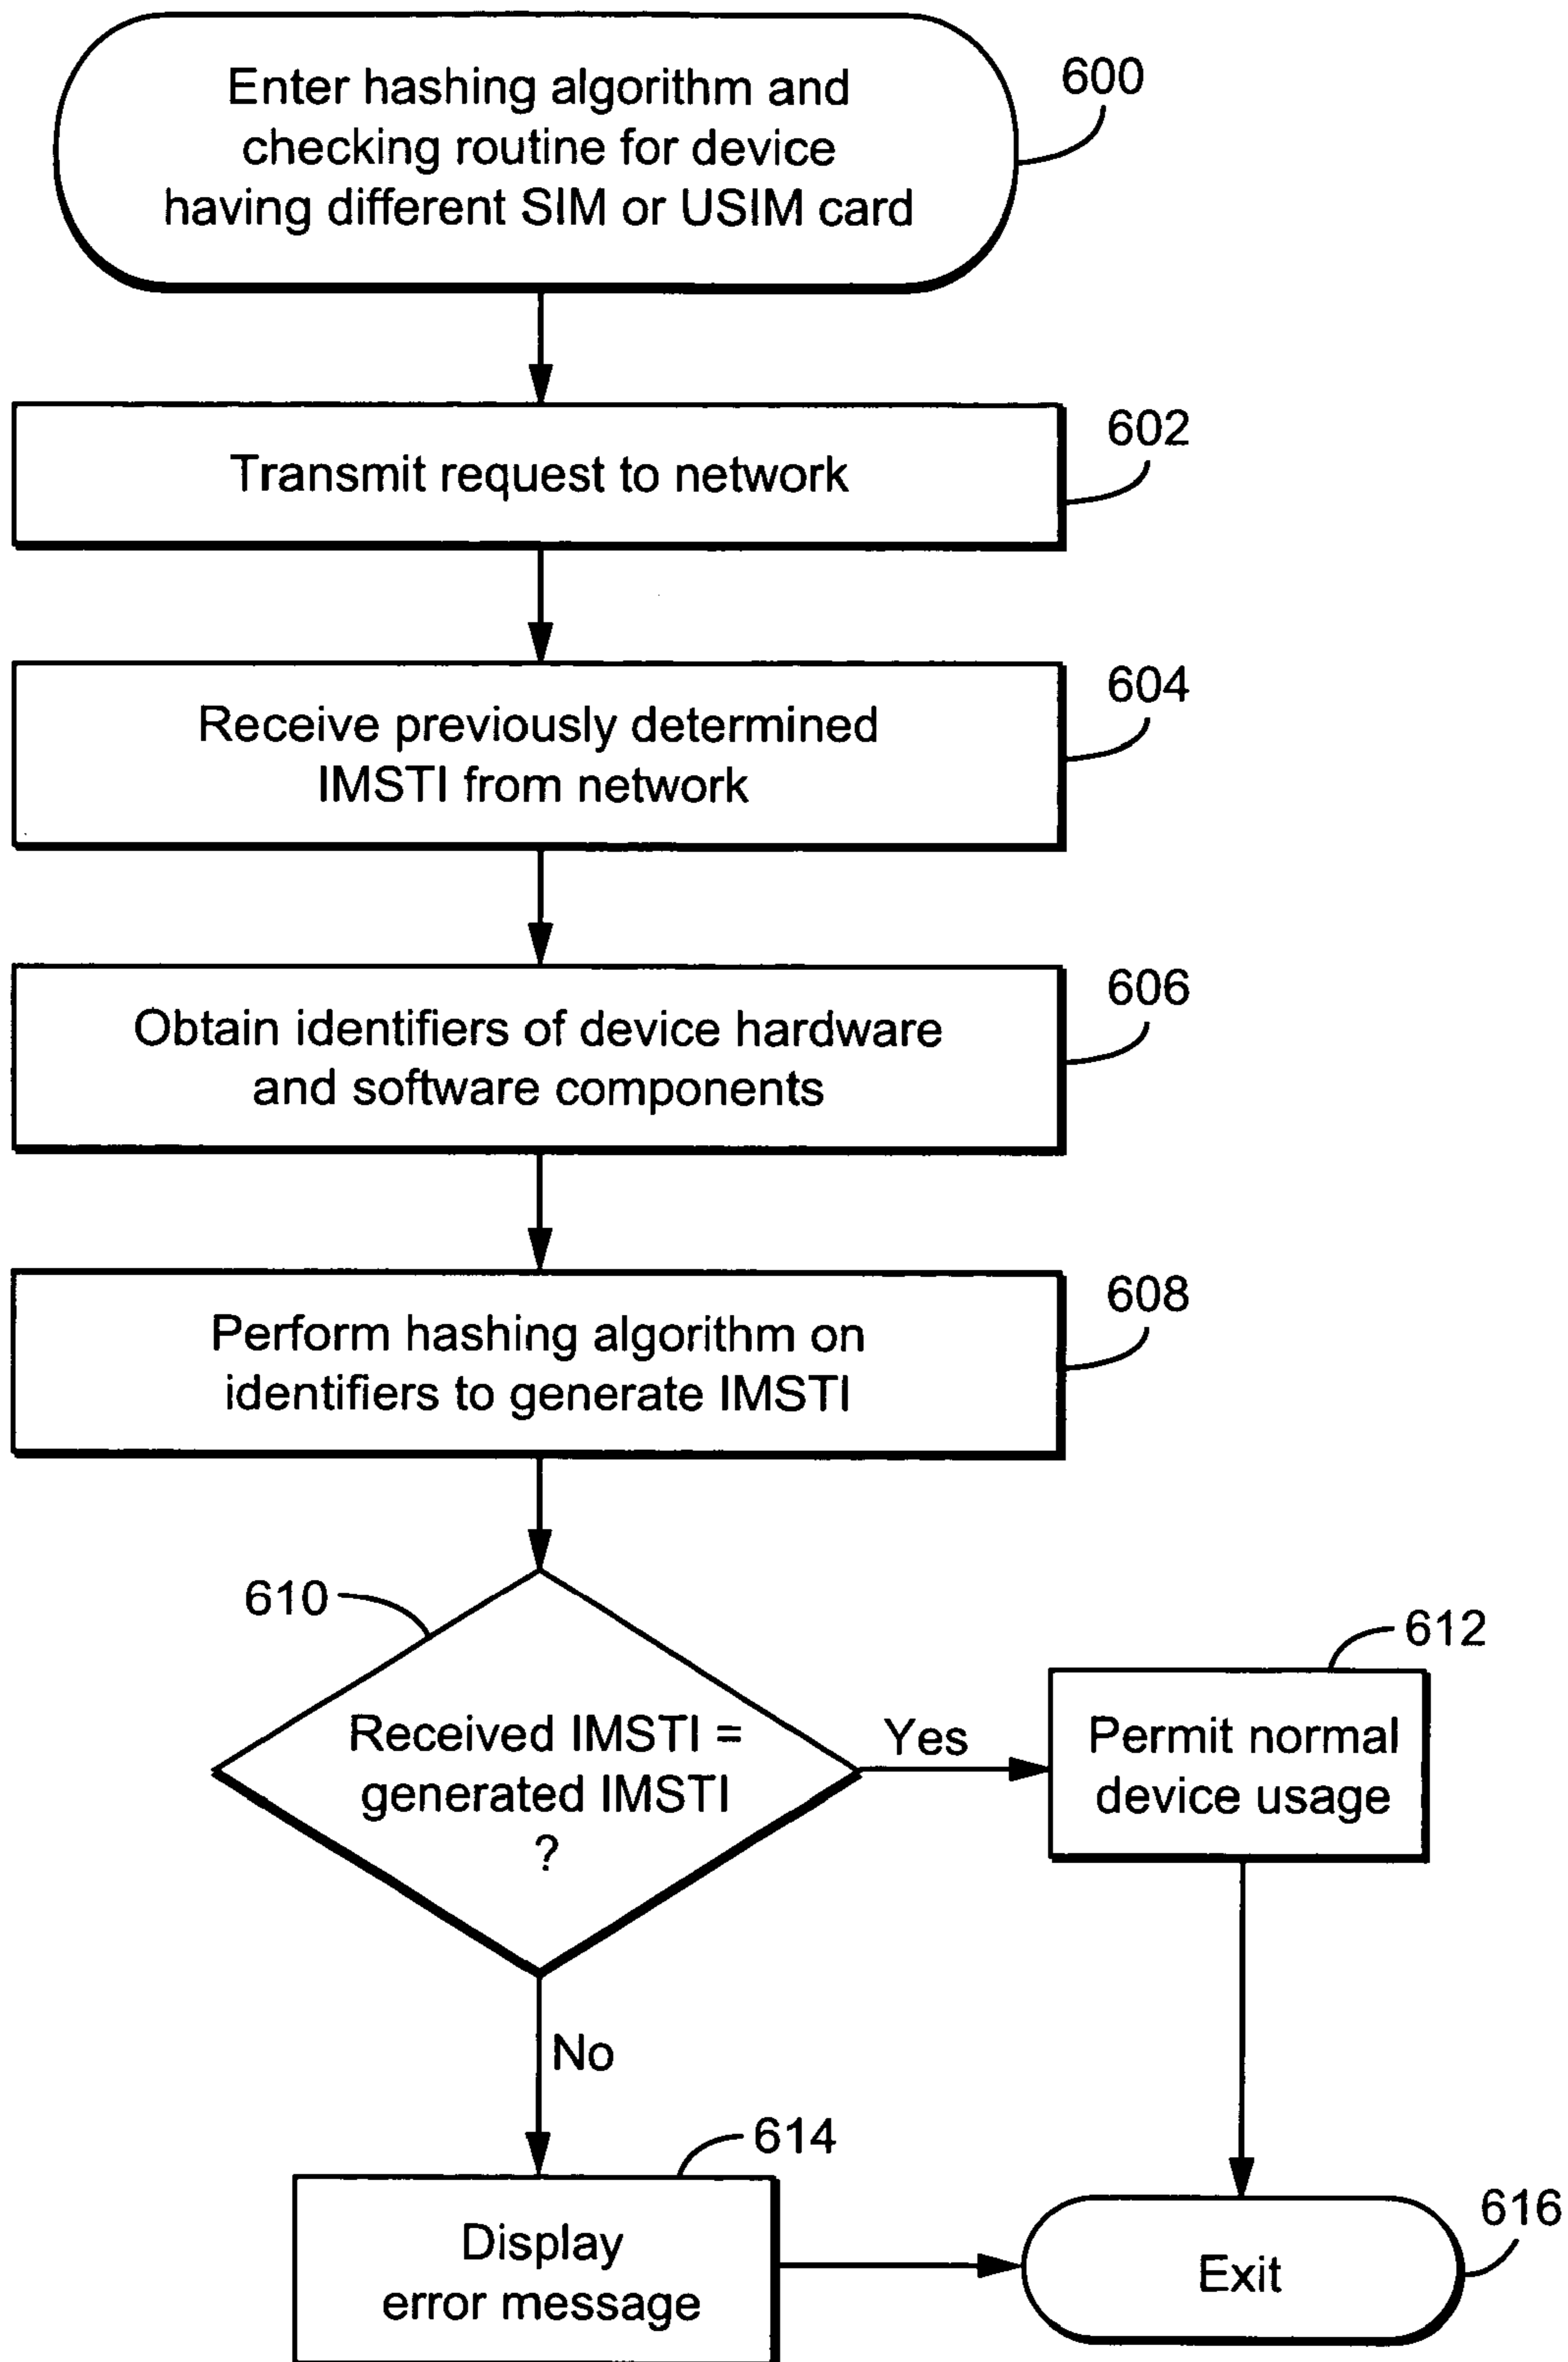 Enter hashing algorithm and
checking routine for device
having different SIM or USIM card
600
Transmit request to network
602
Receive previously determined
IMSTI from network
604
Obtain identifiers of device hardware
and software components
606
Perform hashing algorithm on
identifiers to generate IMSTI
608
610
Received IMSTI =
generated IMSTI
?
Yes
612
Permit normal
device usage
No
614
Display
error message
616
Exit